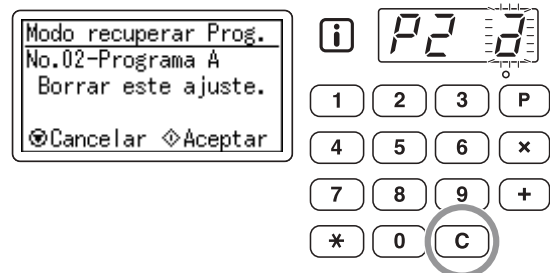 Modo recuperar Prog.
No.02-Programa A
Borrar este ajuste.
Cancelar Aceptar
i
P2 a
1 2 3 P
4 5 6 ×
7 8 9 +
* 0 C